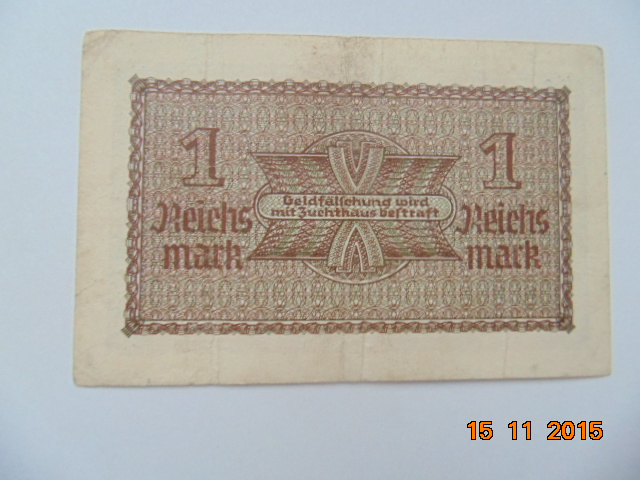 1
1
Geldfälschung wird
mit Zuchthaus bestraft
Reichs
mark
Reichs
mark
15 11 2015